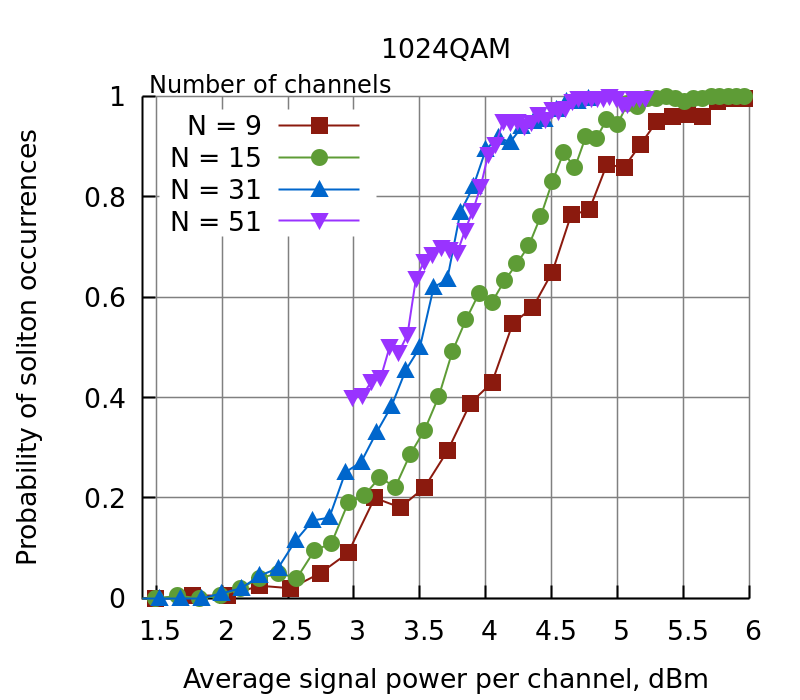 1024QAM
Number of channels
N = 9
N = 15
N = 31
N = 51
Probability of soliton occurrences
1
0.8
0.6
0.4
0.2
0
1.5 2 2.5 3 3.5 4 4.5 5 5.5 6
Average signal power per channel, dBm